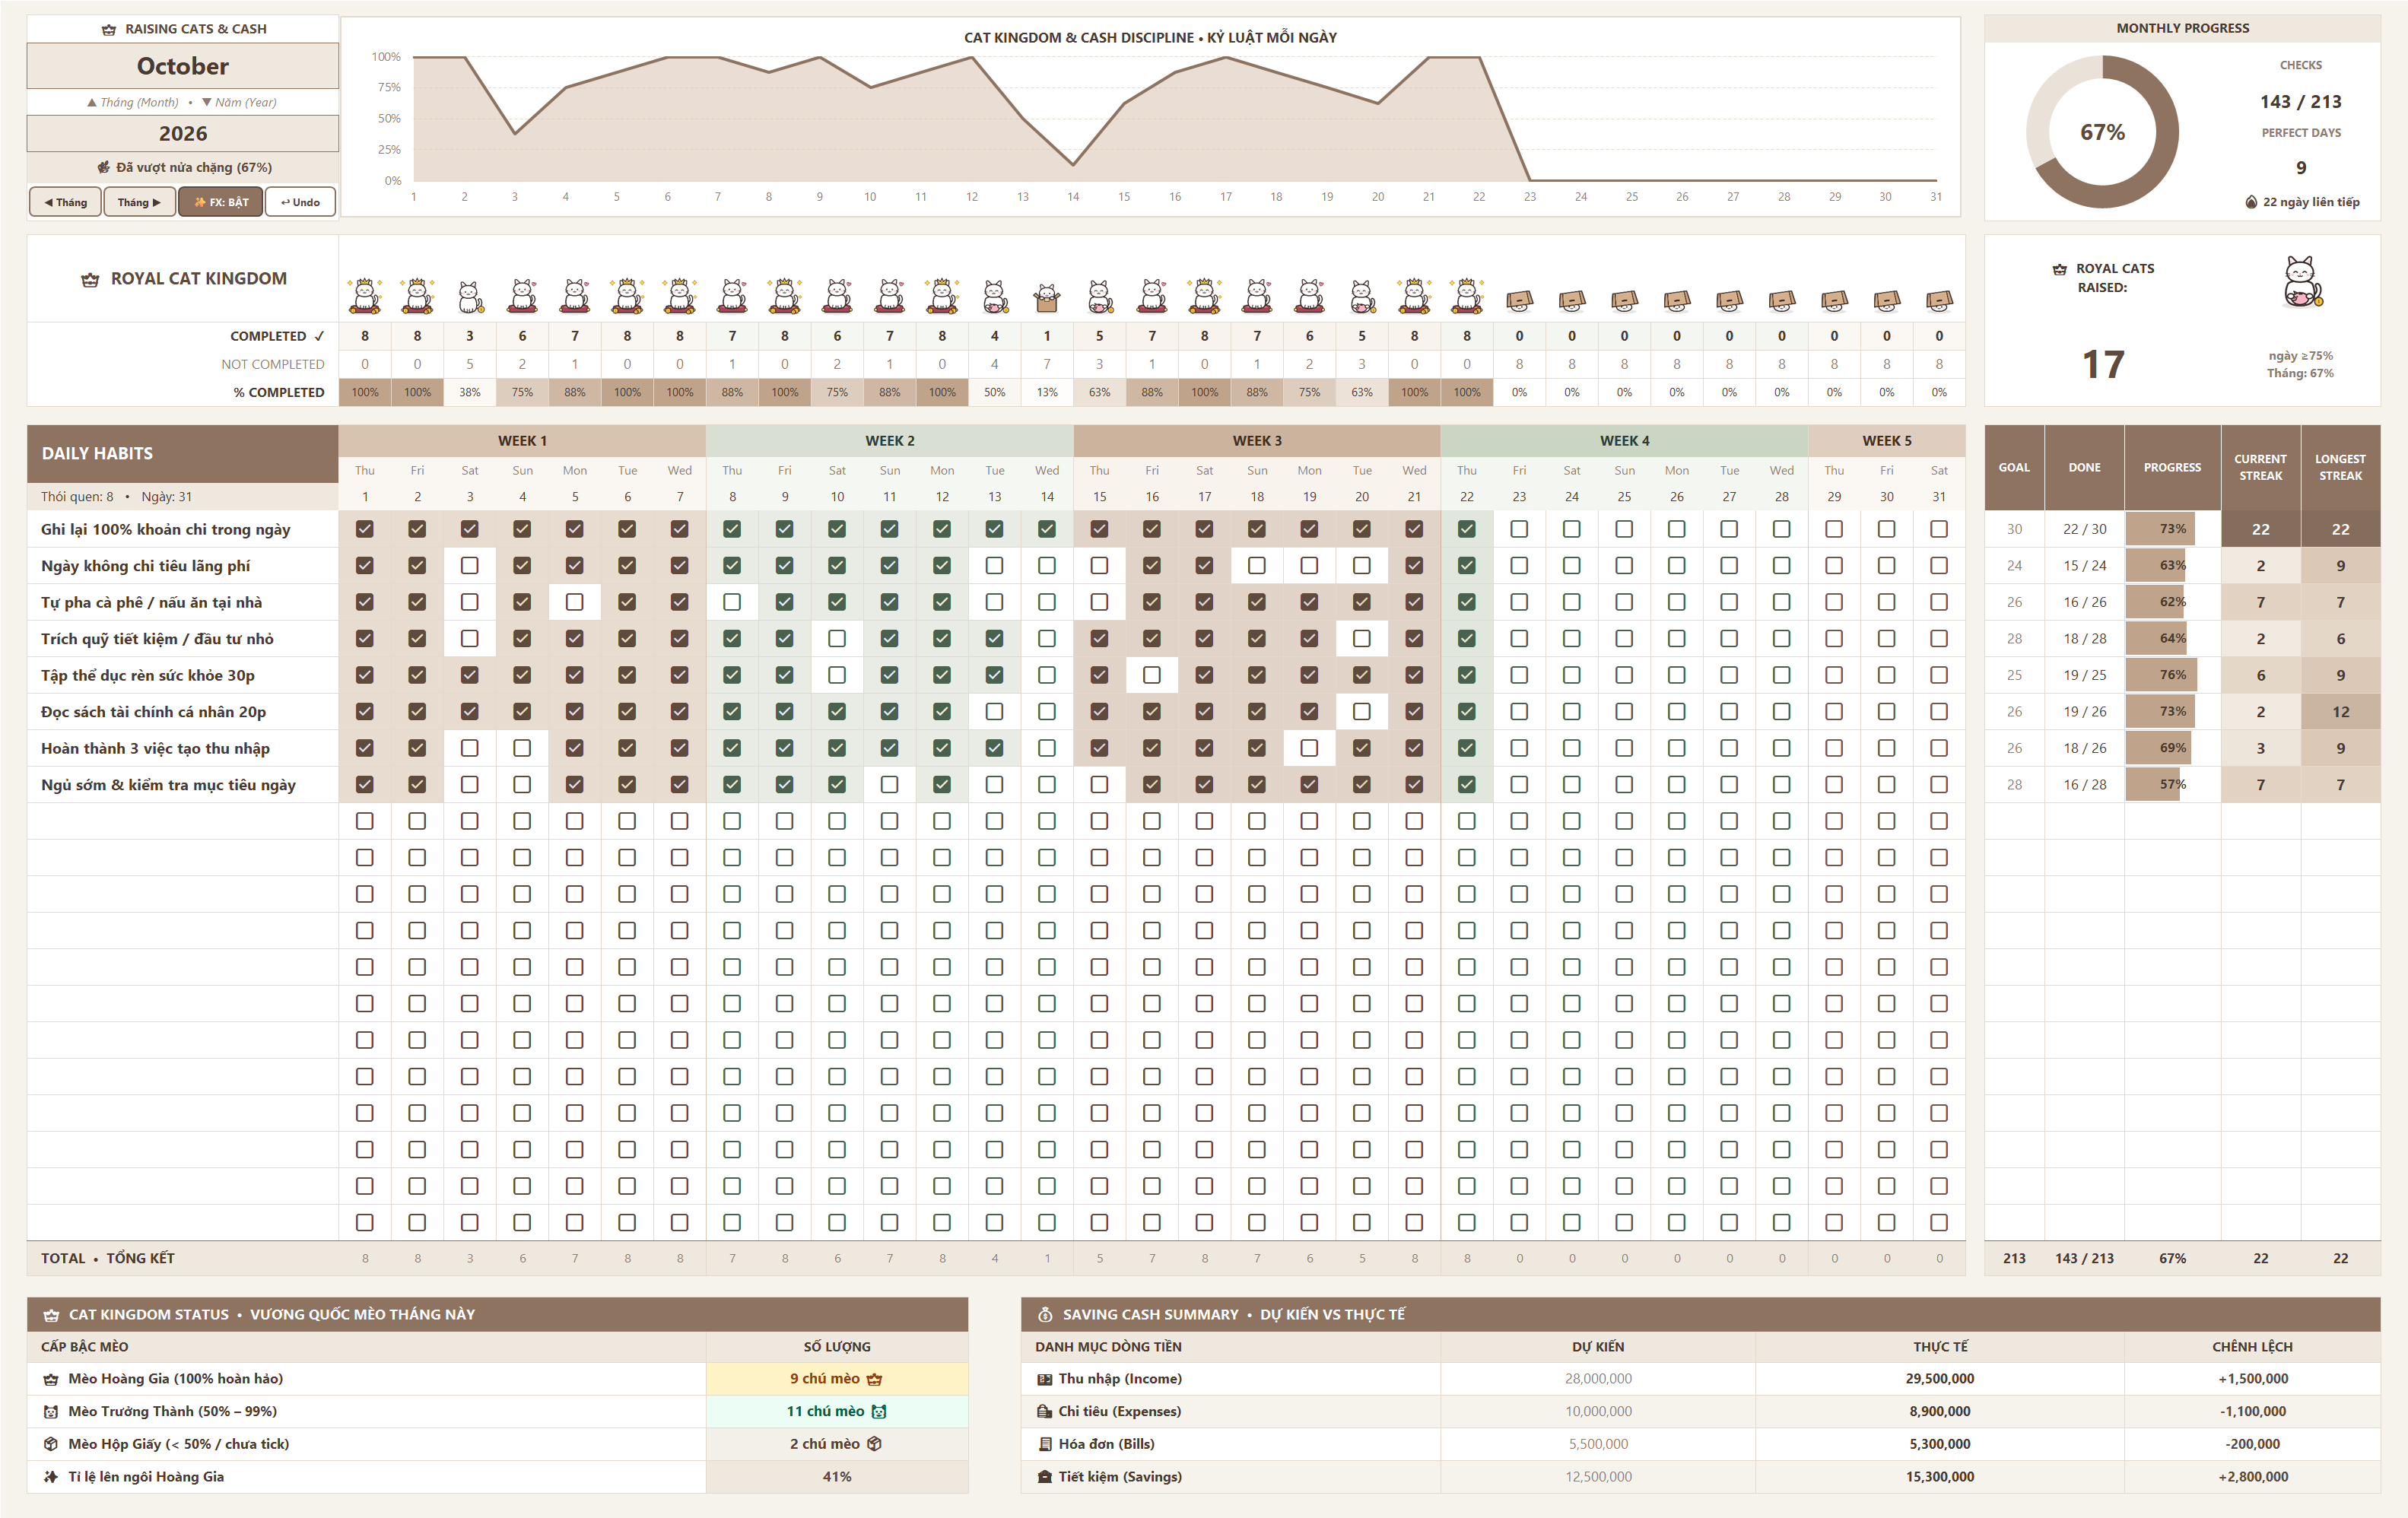 RAISING CATS & CASH
October
▲ Tháng (Month) • ▼ Năm (Year)
2026
Đã vượt nửa chặng (67%)
◀ Tháng Tháng ▶ FX: BẬT ↩ Undo
CAT KINGDOM & CASH DISCIPLINE • KỶ LUẬT MỖI NGÀY
100%
75%
50%
25%
0%
1 2 3 4 5 6 7 8 9 10 11 12 13 14 15 16 17 18 19 20 21 22 23 24 25 26 27 28 29 30 31
MONTHLY PROGRESS
67%
CHECKS
143 / 213
PERFECT DAYS
9
22 ngày liên tiếp
ROYAL CAT KINGDOM
COMPLETED ✓ 8 8 3 6 7 8 8 7 8 6 7 8 4 1 5 7 8 7 6 5 8 8 0 0 0 0 0 0 0 0 0
NOT COMPLETED 0 0 5 2 1 0 0 1 0 2 1 0 4 7 3 1 0 1 2 3 0 0 8 8 8 8 8 8 8 8 8
% COMPLETED 100% 100% 38% 75% 88% 100% 100% 88% 100% 75% 88% 100% 50% 13% 63% 88% 100% 88% 75% 63% 100% 100% 0% 0% 0% 0% 0% 0% 0% 0% 0%
ROYAL CATS
RAISED:
17
ngày ≥75%
Tháng: 67%
DAILY HABITS WEEK 1 WEEK 2 WEEK 3 WEEK 4 WEEK 5
Thu Fri Sat Sun Mon Tue Wed Thu Fri Sat Sun Mon Tue Wed Thu Fri Sat Sun Mon Tue Wed Thu Fri Sat Sun Mon Tue Wed Thu Fri Sat
Thói quen: 8 • Ngày: 31 1 2 3 4 5 6 7 8 9 10 11 12 13 14 15 16 17 18 19 20 21 22 23 24 25 26 27 28 29 30 31
GOAL DONE PROGRESS CURRENT STREAK LONGEST STREAK
Ghi lại 100% khoản chi trong ngày 30 22 / 30 73% 22 22
Ngày không chi tiêu lãng phí 24 15 / 24 63% 2 9
Tự pha cà phê / nấu ăn tại nhà 26 16 / 26 62% 7 7
Trích quỹ tiết kiệm / đầu tư nhỏ 28 18 / 28 64% 2 6
Tập thể dục rèn sức khỏe 30p 25 19 / 25 76% 6 9
Đọc sách tài chính cá nhân 20p 26 19 / 26 73% 2 12
Hoàn thành 3 việc tạo thu nhập 26 18 / 26 69% 3 9
Ngủ sớm & kiểm tra mục tiêu ngày 28 16 / 28 57% 7 7
TOTAL • TỔNG KẾT 8 8 3 6 7 8 8 7 8 6 7 8 4 1 5 7 8 7 6 5 8 8 0 0 0 0 0 0 0 0 0 213 143 / 213 67% 22 22
CAT KINGDOM STATUS • VƯƠNG QUỐC MÈO THÁNG NÀY
CẤP BẬC MÈO SỐ LƯỢNG
Mèo Hoàng Gia (100% hoàn hảo) 9 chú mèo
Mèo Trưởng Thành (50% – 99%) 11 chú mèo
Mèo Hộp Giấy (< 50% / chưa tick) 2 chú mèo
Tỉ lệ lên ngôi Hoàng Gia 41%
SAVING CASH SUMMARY • DỰ KIẾN VS THỰC TẾ
DANH MỤC DÒNG TIỀN DỰ KIẾN THỰC TẾ CHÊNH LỆCH
Thu nhập (Income) 28,000,000 29,500,000 +1,500,000
Chi tiêu (Expenses) 10,000,000 8,900,000 -1,100,000
Hóa đơn (Bills) 5,500,000 5,300,000 -200,000
Tiết kiệm (Savings) 12,500,000 15,300,000 +2,800,000